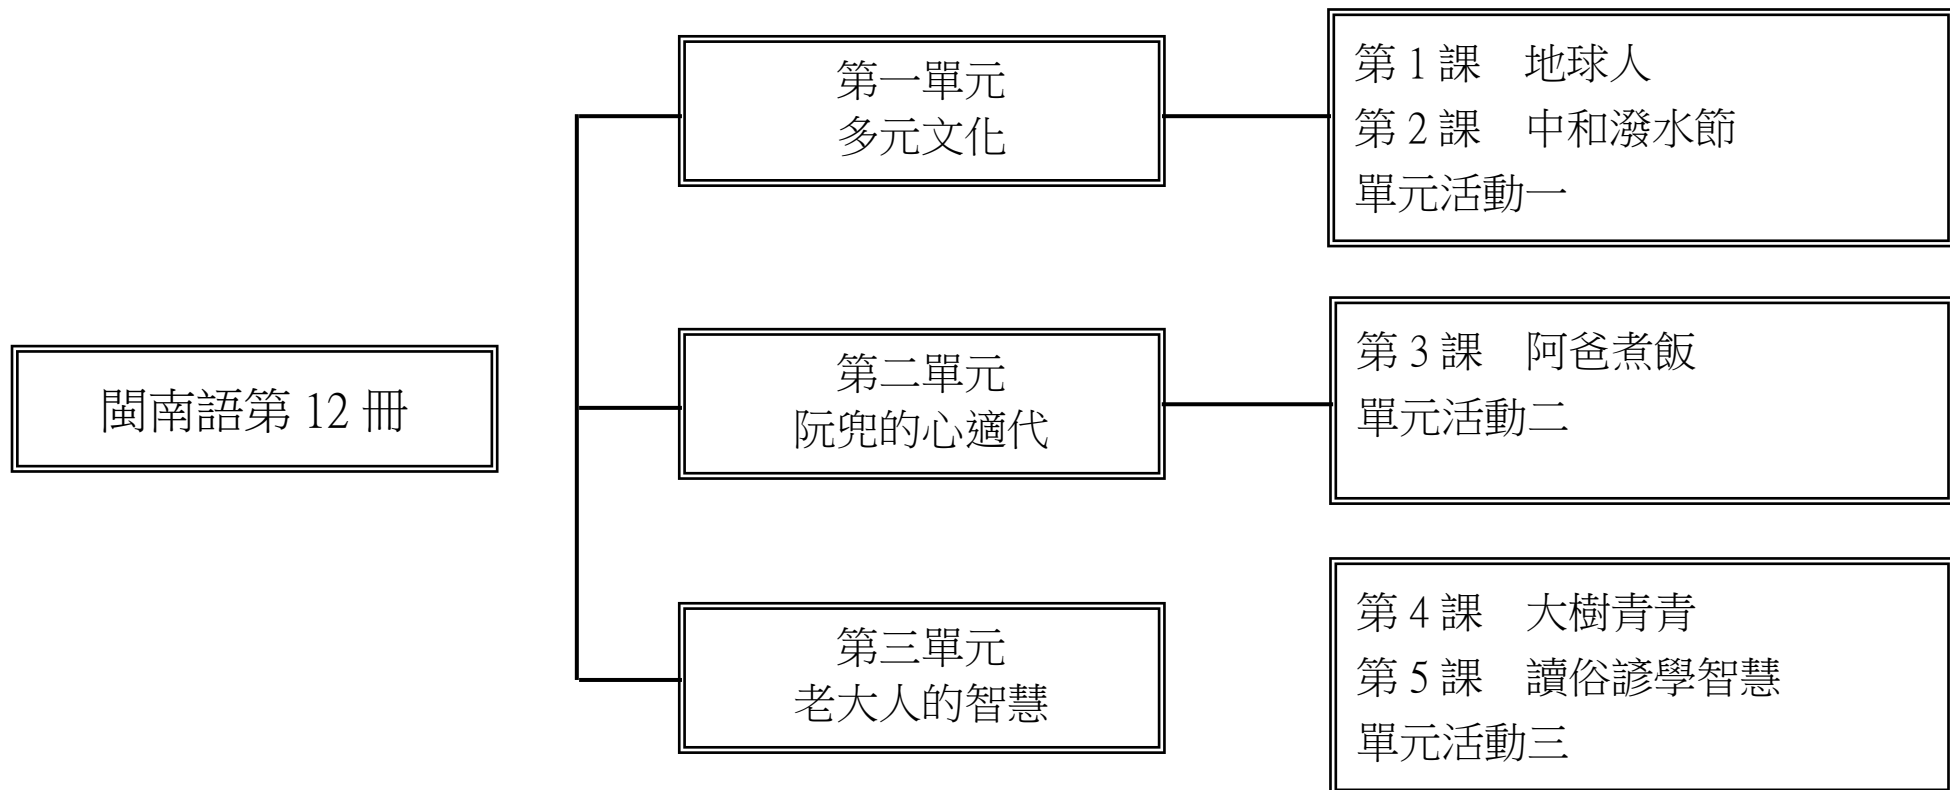 閩南語第 12 冊
第一單元
多元文化
第 1 課　地球人
第 2 課　中和潑水節
單元活動一
第二單元
阮兜的心適代
第 3 課　阿爸煮飯
單元活動二
第三單元
老大人的智慧
第 4 課　大樹青青
第 5 課　讀俗諺學智慧
單元活動三